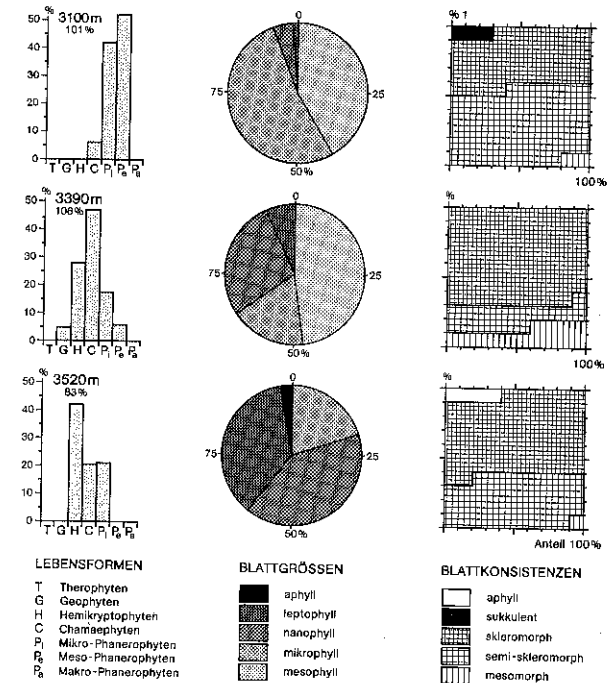 %
50
3100m
101%
40
30
20
10
0
T G H C Pi Pe Pa
0
25
50%
75
% 1
100%
%
50
3390m
106%
40
30
20
10
0
T G H C Pi Pe Pa
0
25
50%
75
%
100%
%
50
3520m
83%
40
30
20
10
0
T G H C Pi Pe Pa
0
25
50%
75
%
Anteil 100%
LEBENSFORMEN
T Therophyten
G Geophyten
H Hemikryptophyten
C Chamaephyten
Pi Mikro-Phanerophyten
Pe Meso-Phanerophyten
Pa Makro-Phanerophyten
BLATTGRÖSSEN
aphyll
leptophyll
nanophyll
mikrophyll
mesophyll
BLATTKONSISTENZEN
aphyll
sukkulent
skleromorph
semi-skleromorph
mesomorph